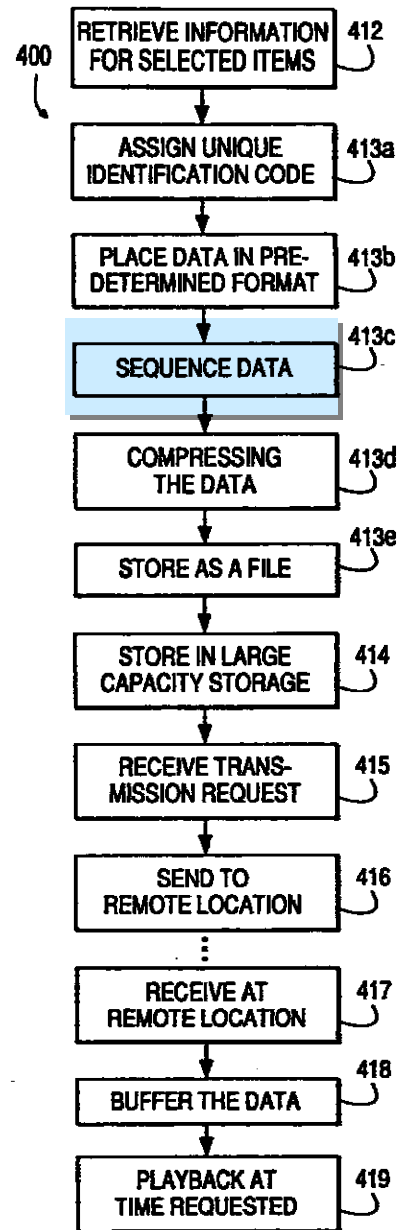 RETRIEVE INFORMATION
FOR SELECTED ITEMS
412
400
ASSIGN UNIQUE
IDENTIFICATION CODE
413a
PLACE DATA IN PRE-
DETERMINED FORMAT
413b
SEQUENCE DATA
413c
COMPRESSING
THE DATA
413d
STORE AS A FILE
413e
STORE IN LARGE
CAPACITY STORAGE
414
RECEIVE TRANS-
MISSION REQUEST
415
SEND TO
REMOTE LOCATION
416
RECEIVE AT
REMOTE LOCATION
417
BUFFER THE DATA
418
PLAYBACK AT
TIME REQUESTED
419